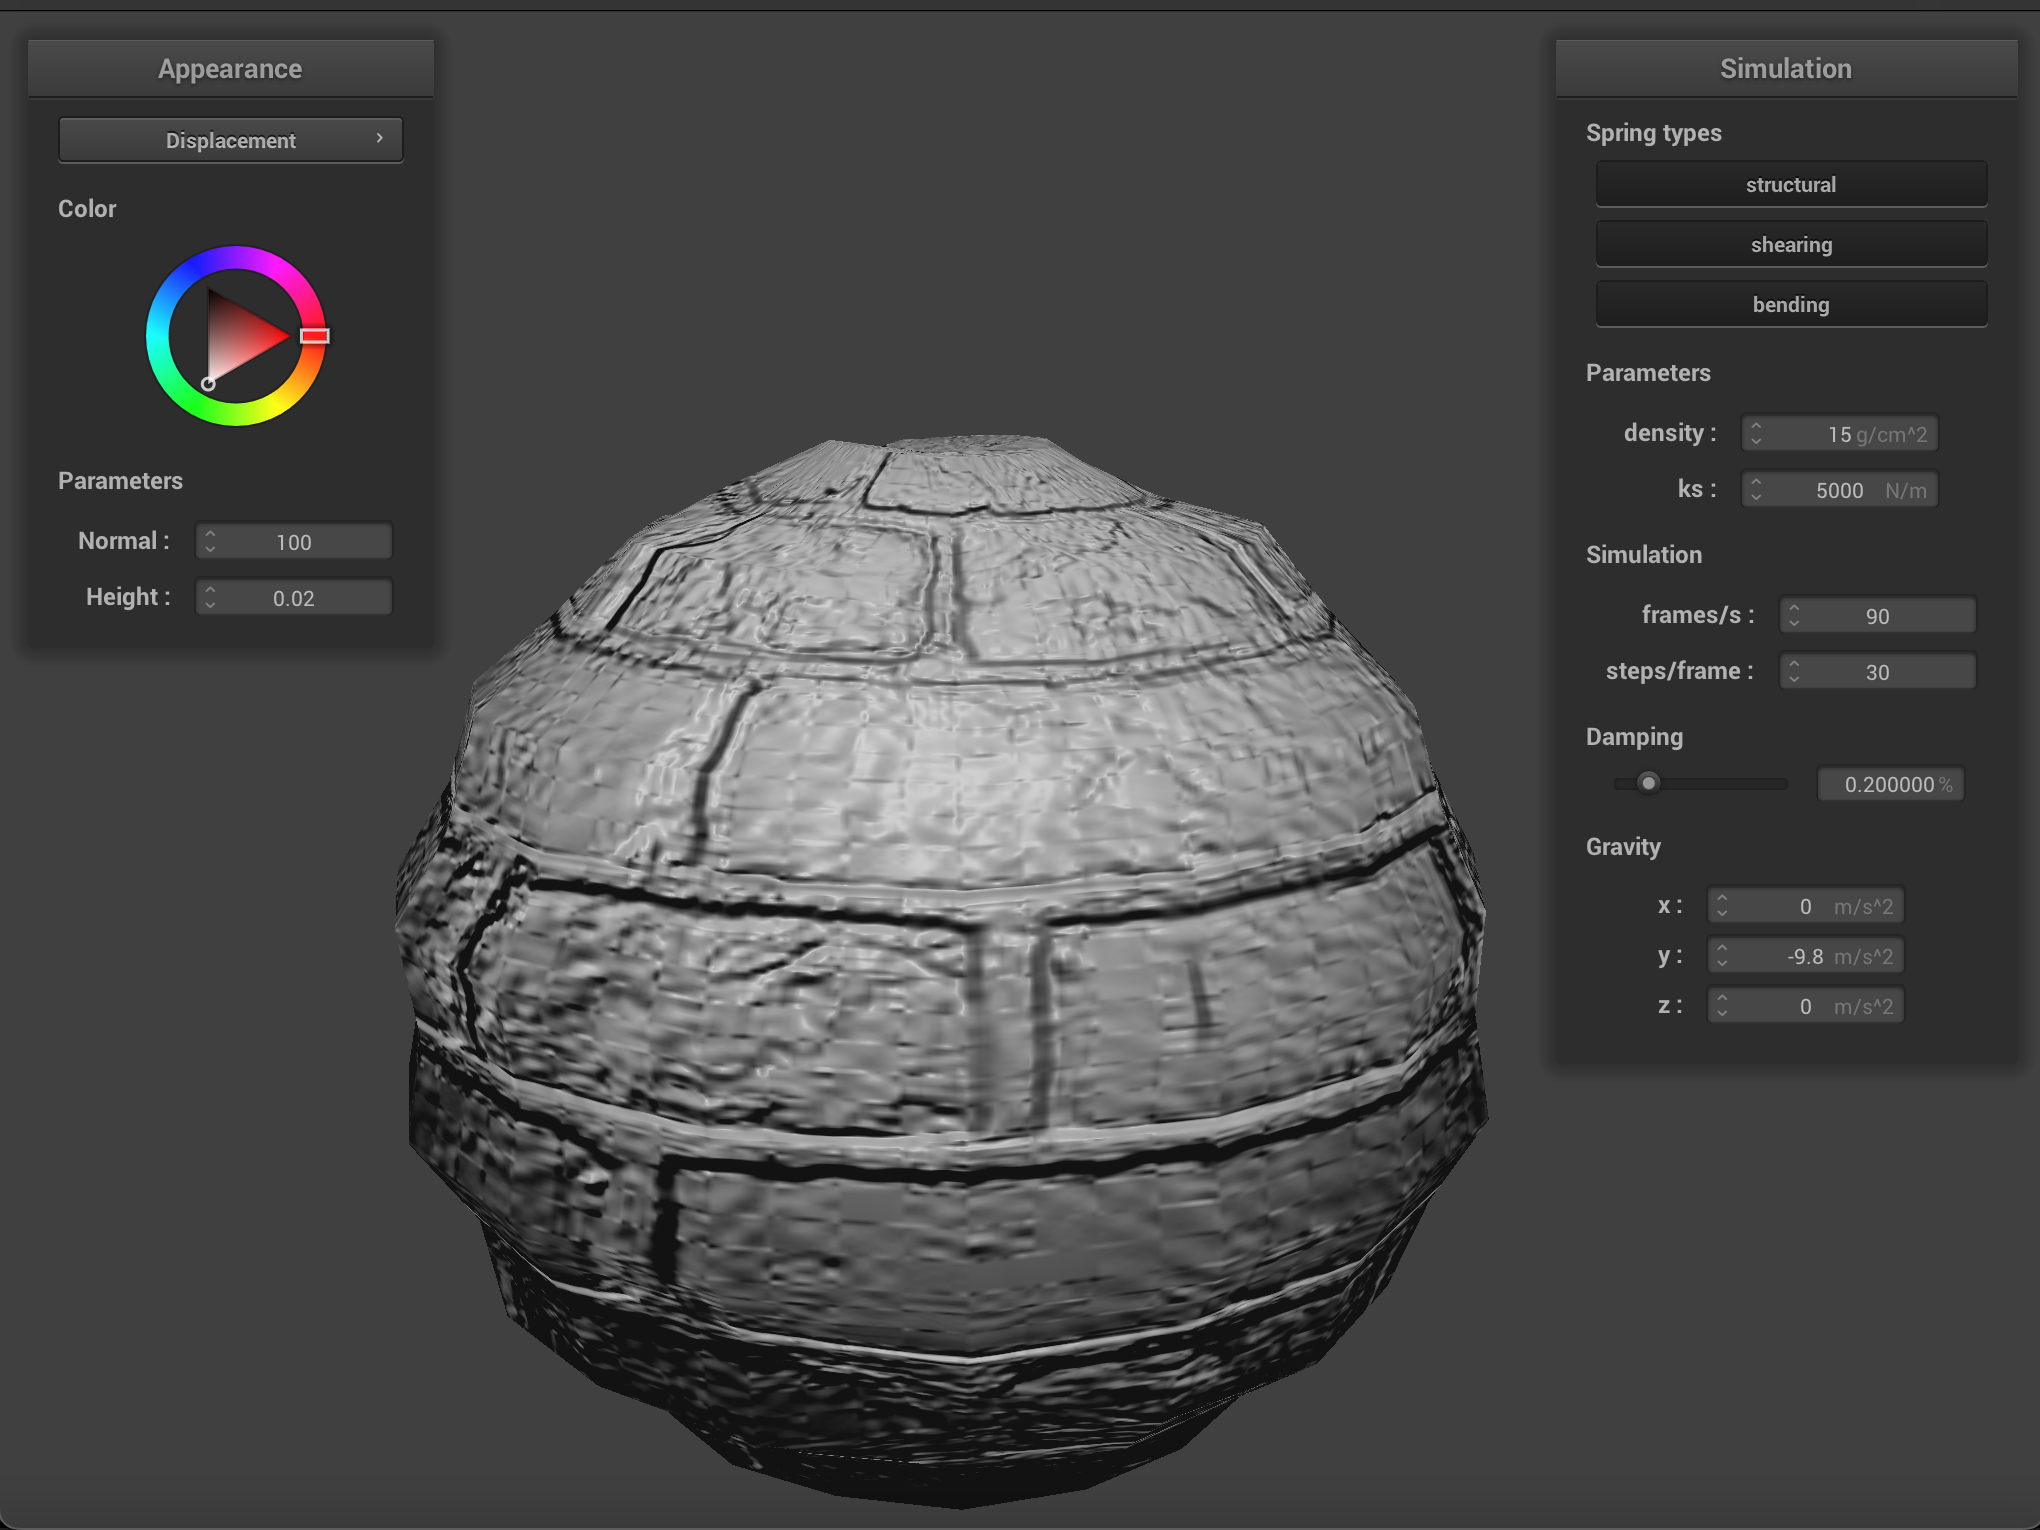 Appearance
Displacement
Color
Parameters
Normal : 100
Height : 0.02
Simulation
Spring types
structural
shearing
bending
Parameters
density : 15 g/cm^2
ks : 5000 N/m
Simulation
frames/s : 90
steps/frame : 30
Damping
0.200000 %
Gravity
x : 0 m/s^2
y : -9.8 m/s^2
z : 0 m/s^2